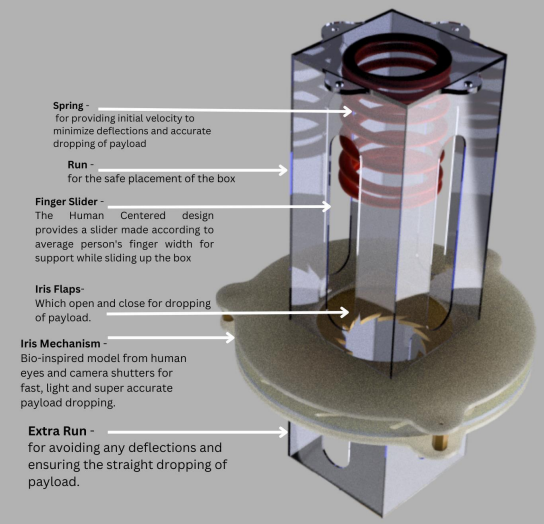 Spring -
for providing initial velocity to
minimize deflections and accurate
dropping of payload
Run -
for the safe placement of the box
Finger Slider -
The Human Centered design
provides a slider made according to
average person's finger width for
support while sliding up the box
Iris Flaps-
Which open and close for dropping
of payload.
Iris Mechanism -
Bio-inspired model from human
eyes and camera shutters for
fast, light and super accurate
payload dropping.
Extra Run -
for avoiding any deflections and
ensuring the straight dropping of
payload.